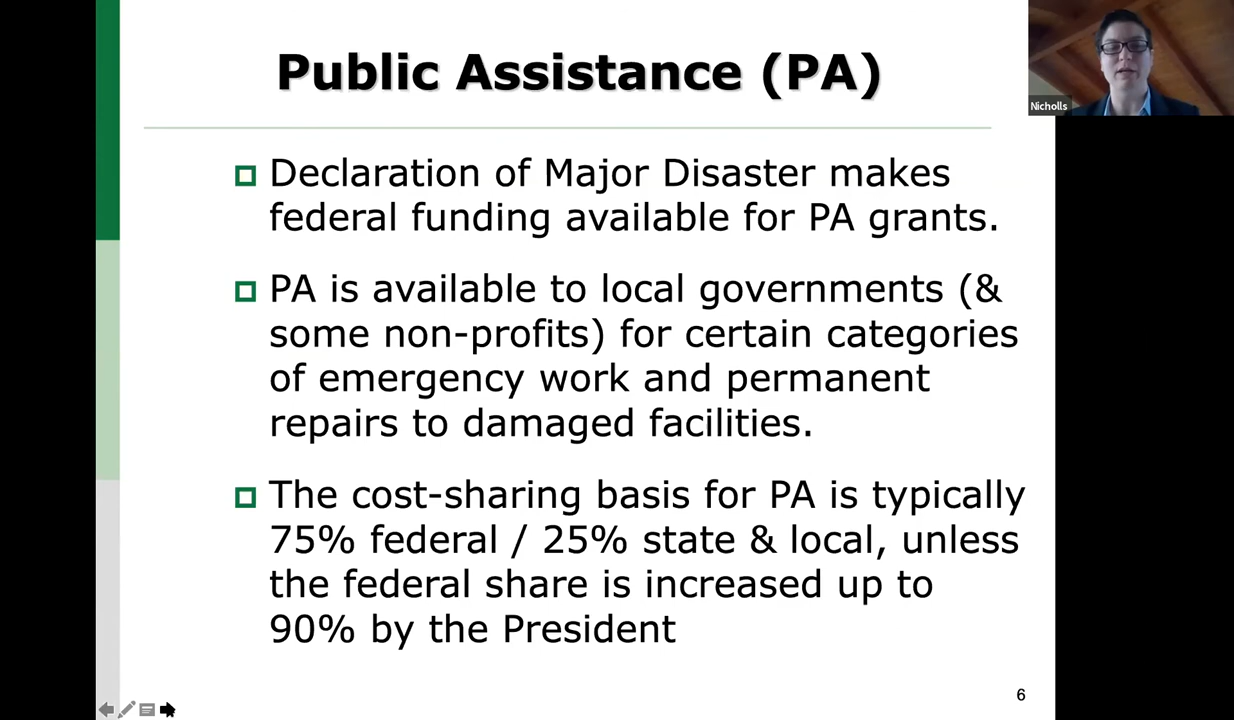 Public Assistance (PA)
Nicholls
Declaration of Major Disaster makes
federal funding available for PA grants.
PA is available to local governments (&
some non-profits) for certain categories
of emergency work and permanent
repairs to damaged facilities.
The cost-sharing basis for PA is typically
75% federal / 25% state & local, unless
the federal share is increased up to
90% by the President
6